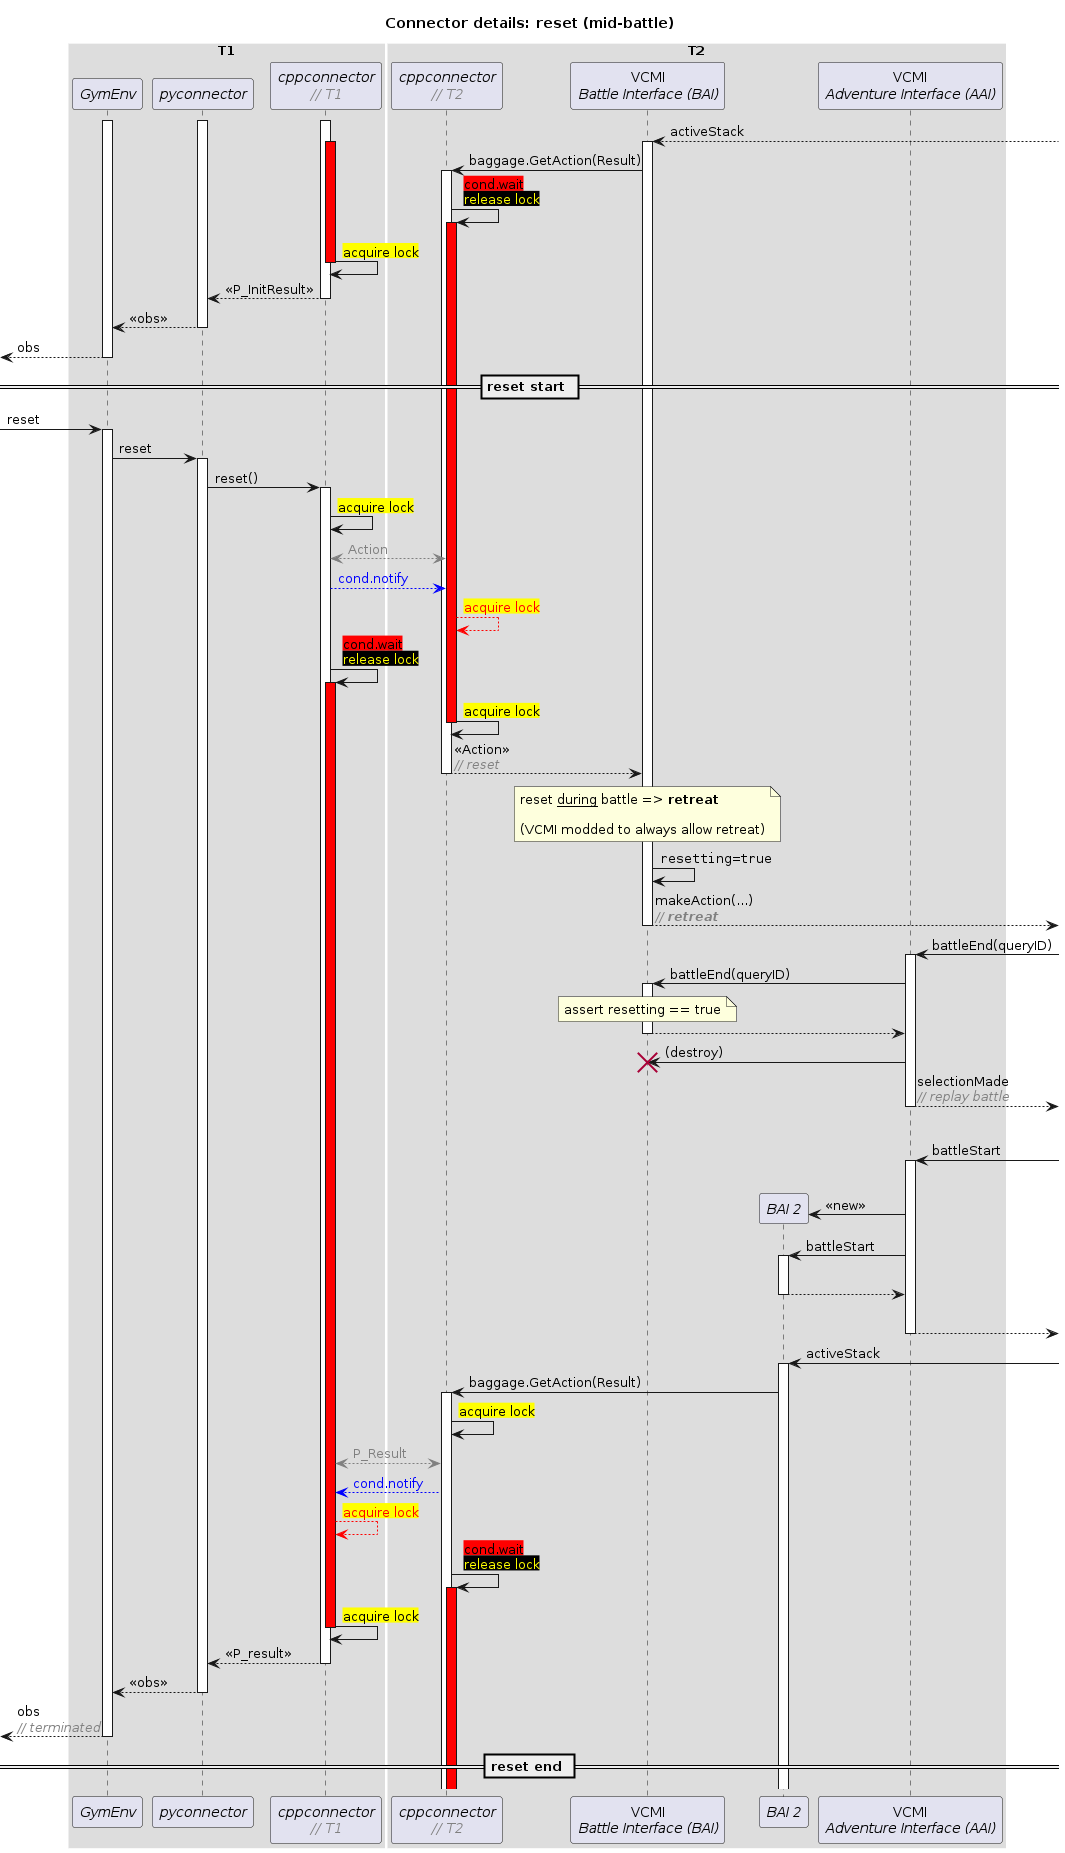 Connector details: reset (mid-battle)
T1
T2
GymEnv
pyconnector
cppconnector
// T1
cppconnector
// T2
VCMI
Battle Interface (BAI)
VCMI
Adventure Interface (AAI)
activeStack
baggage.GetAction(Result)
cond.wait
release lock
acquire lock
«P_InitResult»
«obs»
obs
reset start
reset
reset
reset()
acquire lock
Action
cond.notify
acquire lock
cond.wait
release lock
acquire lock
«Action»
// reset
reset during battle => retreat
(VCMI modded to always allow retreat)
resetting=true
makeAction(...)
// retreat
battleEnd(queryID)
battleEnd(queryID)
assert resetting == true
(destroy)
selectionMade
// replay battle
battleStart
BAI 2
«new»
battleStart
activeStack
baggage.GetAction(Result)
acquire lock
P_Result
cond.notify
acquire lock
cond.wait
release lock
acquire lock
«P_result»
«obs»
obs
// terminated
reset end
GymEnv
pyconnector
cppconnector
// T1
cppconnector
// T2
VCMI
Battle Interface (BAI)
BAI 2
VCMI
Adventure Interface (AAI)